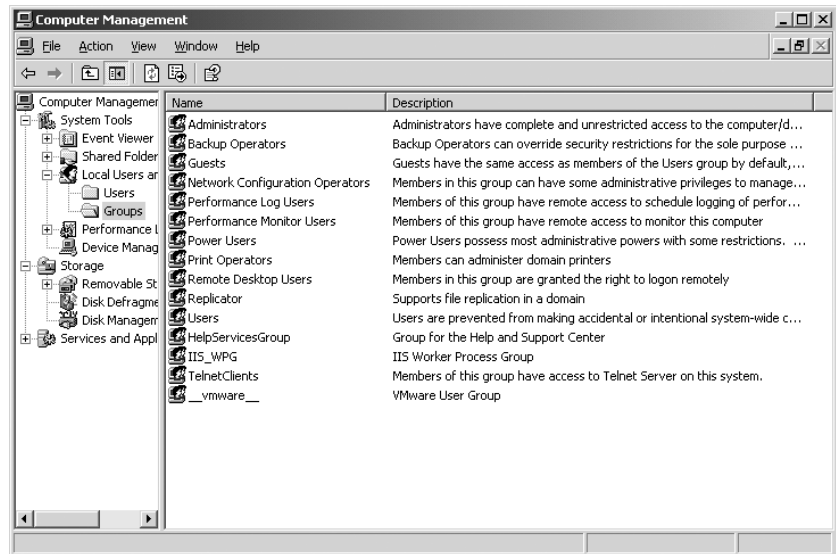 Computer Management
File Action View Window Help
Computer Managemer
System Tools
Event Viewer
Shared Folder
Local Users ar
Users
Groups
Performance L
Device Manag
Storage
Removable St
Disk Defragme
Disk Managem
Services and Appl
Name Description
Administrators Administrators have complete and unrestricted access to the computer/d...
Backup Operators Backup Operators can override security restrictions for the sole purpose ...
Guests Guests have the same access as members of the Users group by default,...
Network Configuration Operators Members in this group can have some administrative privileges to manage...
Performance Log Users Members of this group have remote access to schedule logging of perfor...
Performance Monitor Users Members of this group have remote access to monitor this computer
Power Users Power Users possess most administrative powers with some restrictions. ...
Print Operators Members can administer domain printers
Remote Desktop Users Members in this group are granted the right to logon remotely
Replicator Supports file replication in a domain
Users Users are prevented from making accidental or intentional system-wide c...
HelpServicesGroup Group for the Help and Support Center
IIS_WPG IIS Worker Process Group
TelnetClients Members of this group have access to Telnet Server on this system.
__vmware__ VMware User Group